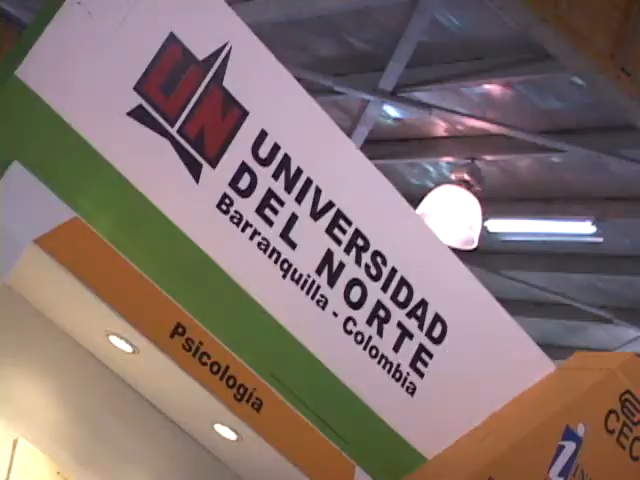 UN
UNIVERSIDAD
DEL NORTE
Barranquilla - Colombia
Psicología